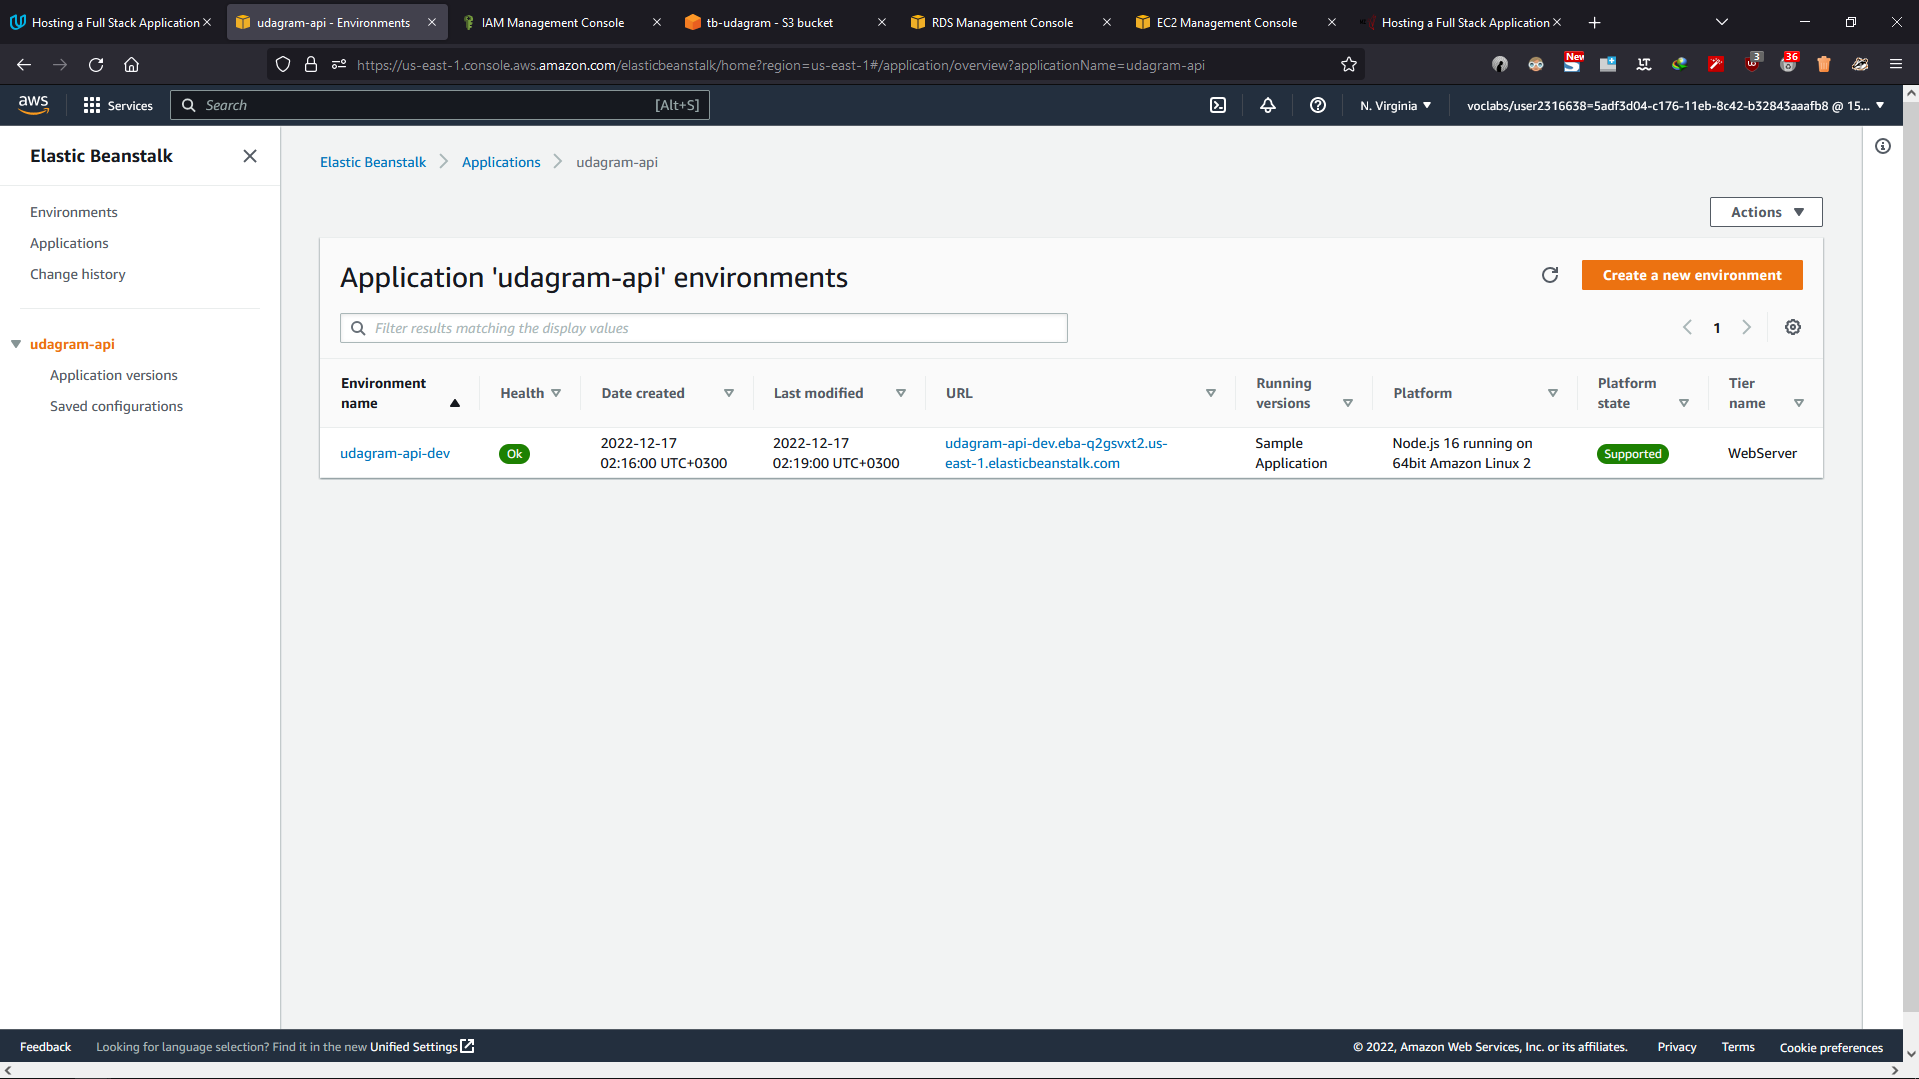 Hosting a Full Stack Application
udagram-api - Environments
IAM Management Console
tb-udagram - S3 bucket
RDS Management Console
EC2 Management Console
Hosting a Full Stack Application
https://us-east-1.console.aws.amazon.com/elasticbeanstalk/home?region=us-east-1#/application/overview?applicationName=udagram-api
New
3
36
aws
Services
Search
[Alt+S]
N. Virginia
voclabs/user2316638=5adf3d04-c176-11eb-8c42-b32843aaafb8 @ 15...
Elastic Beanstalk
Environments
Applications
Change history
udagram-api
Application versions
Saved configurations
Elastic Beanstalk
Applications
udagram-api
Actions
Application 'udagram-api' environments
Create a new environment
Filter results matching the display values
1
Environment
name
Health
Date created
Last modified
URL
Running
versions
Platform
Platform
state
Tier
name
udagram-api-dev
Ok
2022-12-17
02:16:00 UTC+0300
2022-12-17
02:19:00 UTC+0300
udagram-api-dev.eba-q2gsvxt2.us-
east-1.elasticbeanstalk.com
Sample
Application
Node.js 16 running on
64bit Amazon Linux 2
Supported
WebServer
Feedback
Looking for language selection? Find it in the new Unified Settings
© 2022, Amazon Web Services, Inc. or its affiliates.
Privacy
Terms
Cookie preferences